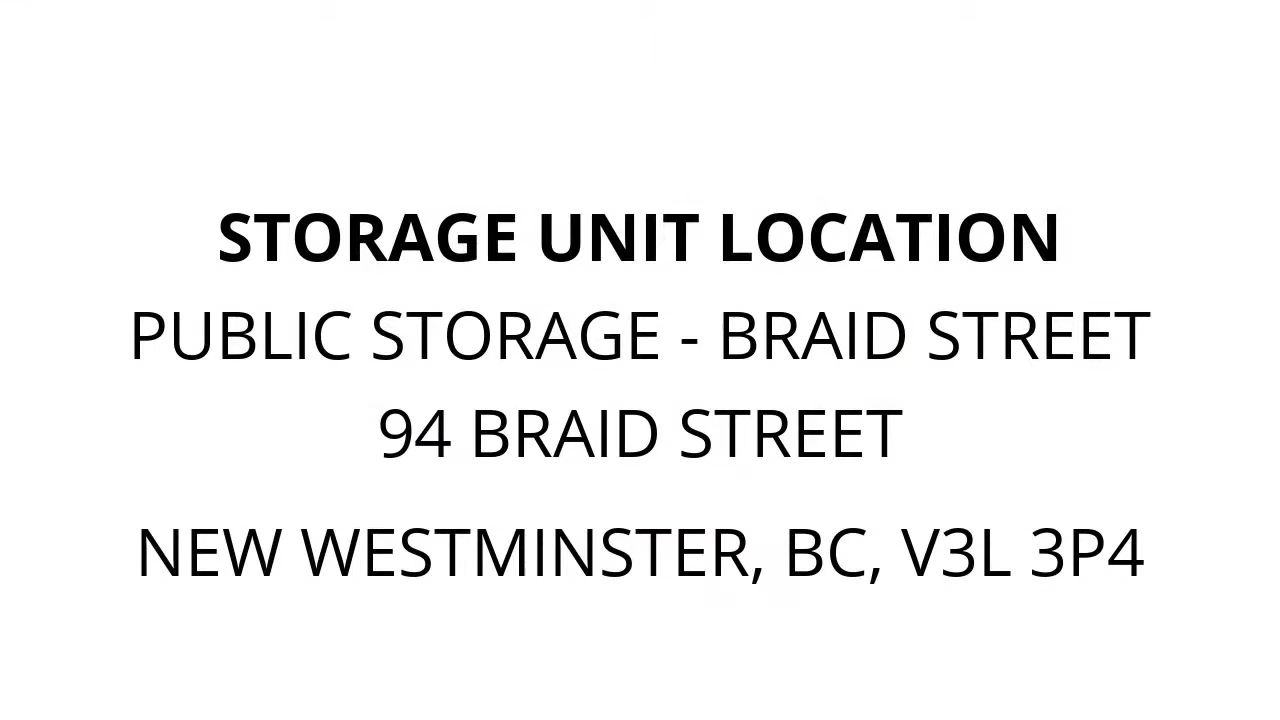 STORAGE UNIT LOCATION
PUBLIC STORAGE - BRAID STREET
94 BRAID STREET
NEW WESTMINSTER, BC, V3L 3P4